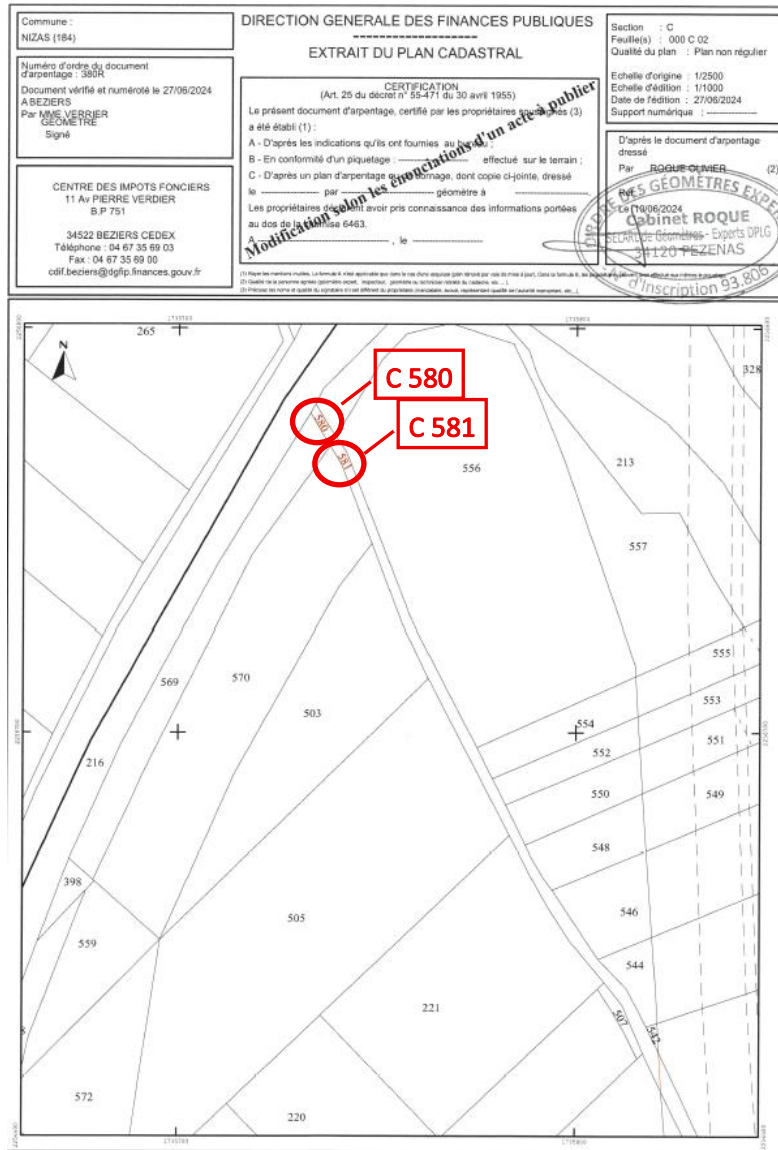 Commune :
NIZAS (184)
Numéro d'ordre du document
d'arpentage : 380R
Document vérifié et numéroté le 27/06/2024
A BEZIERS
Par MME VERRIER
GEOMETRE
Signé
CENTRE DES IMPOTS FONCIERS
11 Av PIERRE VERDIER
B.P 751
34522 BEZIERS CEDEX
Téléphone : 04 67 35 69 03
Fax : 04 67 35 69 00
cdif.beziers@dgfip.finances.gouv.fr
DIRECTION GENERALE DES FINANCES PUBLIQUES
-------------------
EXTRAIT DU PLAN CADASTRAL
CERTIFICATION
(Art. 25 du décret n° 55-471 du 30 avril 1955)
Le présent document d'arpentage, certifié par les propriétaires soussignés (3)
a été établi (1) :
A - D'après les indications qu'ils ont fournies au bureau ;
B - En conformité d'un piquetage : effectué sur le terrain ;
C - D'après un plan d'arpentage ou de bornage, dont copie ci-jointe, dressé
le par géomètre à
Les propriétaires déclarent avoir pris connaissance des informations portées
au dos de la chemise 6463.
A , le
Modification selon les énonciations d'un acte à publier
Section : C
Feuille(s) : 000 C 02
Qualité du plan : Plan non régulier
Echelle d'origine : 1/2500
Echelle d'édition : 1/1000
Date de l'édition : 27/06/2024
Support numérique :
D'après le document d'arpentage
dressé
Par ROQUE OLIVIER (2)
Réf. :
Le 19/06/2024
GÉOMÈTRES
Cabinet ROQUE
SELARL de Géomètres - Experts DPLG
34120 PEZENAS
N° d'Inscription 93.806
N
265
C 580
C 581
580
581
556
328
213
557
555
553
554
551
552
549
550
548
546
544
542
507
569
570
503
216
398
559
505
221
572
220